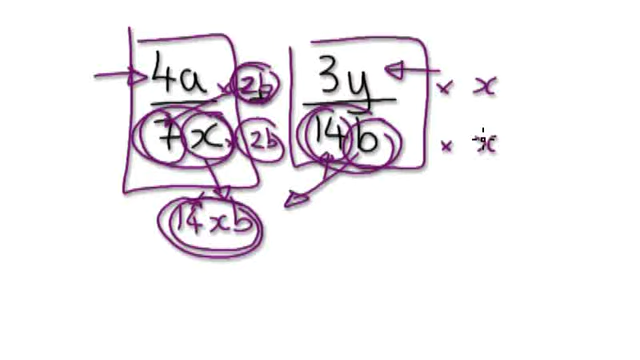 4a × 2b 3y × x
7x × 2b 14b × x
14xb